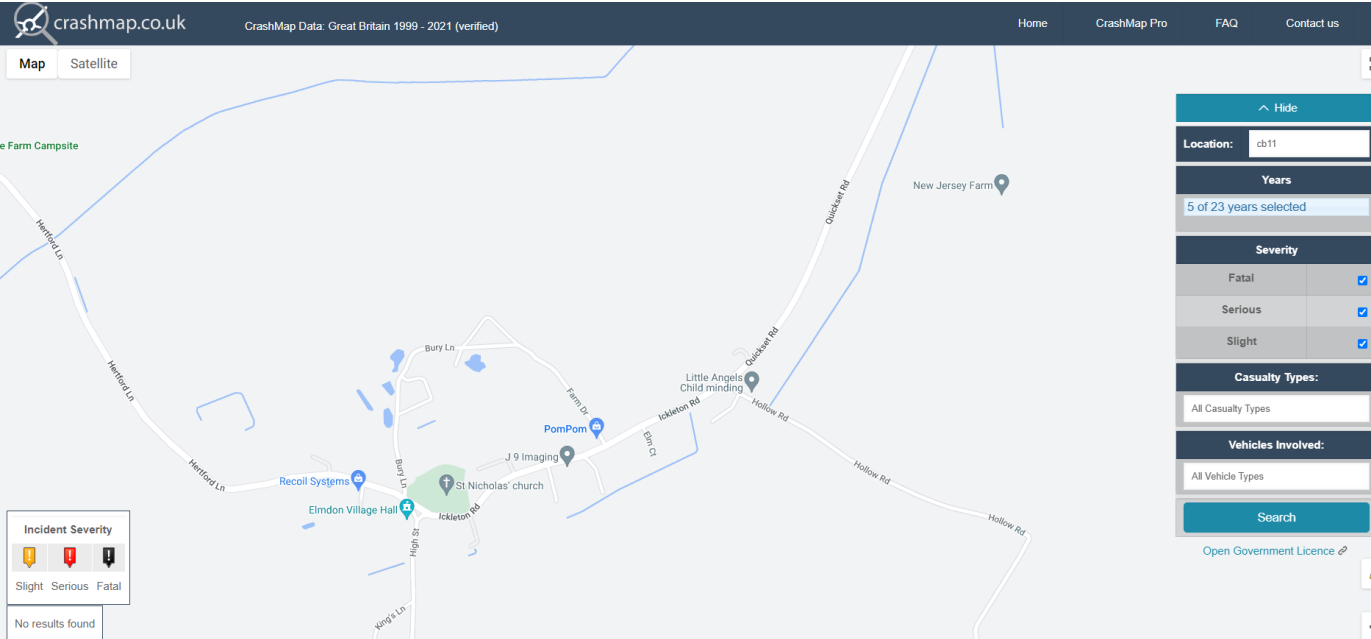 crashmap.co.uk
CrashMap Data: Great Britain 1999 - 2021 (verified)
Home
CrashMap Pro
FAQ
Contact us
Map
Satellite
Hide
Location:
cb11
Years
5 of 23 years selected
Severity
Fatal
Serious
Slight
Casualty Types:
All Casualty Types
Vehicles Involved:
All Vehicle Types
Search
Open Government Licence
e Farm Campsite
New Jersey Farm
Quickset Rd
Hertford Ln
Quickset Rd
Bury Ln
Hertford Ln
Little Angels
Child minding
Farm Dr
Ickleton Rd
Hollow Rd
PomPom
Elm Ct
J 9 Imaging
Hertford Ln
Bury Ln
Hollow Rd
Recoil Systems
St Nicholas' church
Elmdon Village Hall
Ickleton Rd
Hollow Rd
High St
King's Ln
Incident Severity
Slight
Serious
Fatal
No results found